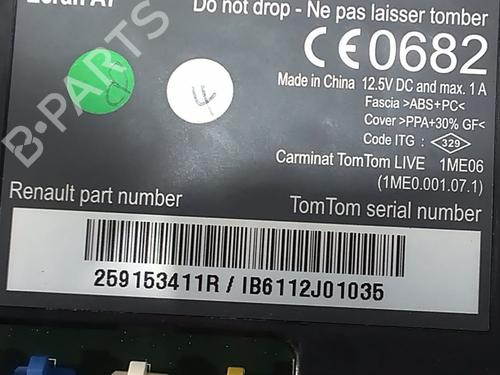 Do not drop - Ne pas laisser tomber
CE0682
Made in China 12.5V DC and max. 1 A
Fascia >ABS+PC<
Cover >PPA+30% GF<
Code ITG : 329
Carminat TomTom LIVE 1ME06
(1ME0.001.07.1)
Renault part number TomTom serial number
259153411R / IB6112J01035
B-PARTS